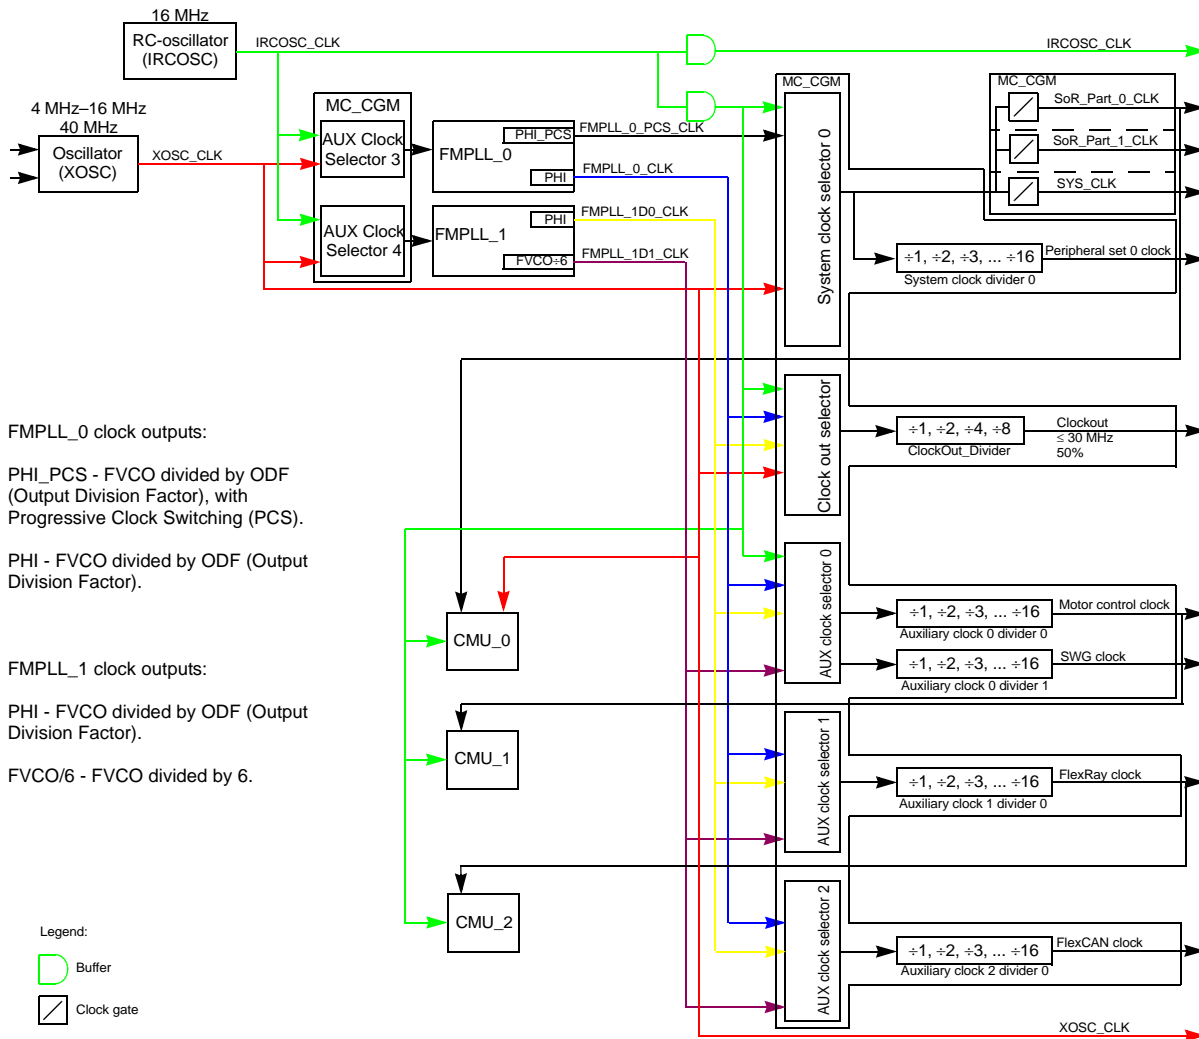 16 MHz
RC-oscillator
(IRCOSC)
IRCOSC_CLK
IRCOSC_CLK
4 MHz–16 MHz
40 MHz
Oscillator
(XOSC)
XOSC_CLK
MC_CGM
AUX Clock
Selector 3
AUX Clock
Selector 4
FMPLL_0
PHI_PCS
PHI
FMPLL_1
PHI
FVCO÷6
FMPLL_0_PCS_CLK
FMPLL_0_CLK
FMPLL_1D0_CLK
FMPLL_1D1_CLK
MC_CGM
System clock selector 0
MC_CGM
SoR_Part_0_CLK
SoR_Part_1_CLK
SYS_CLK
÷1, ÷2, ÷3, ... ÷16
System clock divider 0
Peripheral set 0 clock
Clock out selector
÷1, ÷2, ÷4, ÷8
ClockOut_Divider
Clockout
≤ 30 MHz
50%
FMPLL_0 clock outputs:
PHI_PCS - FVCO divided by ODF
(Output Division Factor), with
Progressive Clock Switching (PCS).
PHI - FVCO divided by ODF (Output
Division Factor).
FMPLL_1 clock outputs:
PHI - FVCO divided by ODF (Output
Division Factor).
FVCO/6 - FVCO divided by 6.
CMU_0
CMU_1
CMU_2
AUX clock selector 0
÷1, ÷2, ÷3, ... ÷16
Auxiliary clock 0 divider 0
Motor control clock
÷1, ÷2, ÷3, ... ÷16
Auxiliary clock 0 divider 1
SWG clock
AUX clock selector 1
÷1, ÷2, ÷3, ... ÷16
Auxiliary clock 1 divider 0
FlexRay clock
AUX clock selector 2
÷1, ÷2, ÷3, ... ÷16
Auxiliary clock 2 divider 0
FlexCAN clock
XOSC_CLK
Legend:
Buffer
Clock gate